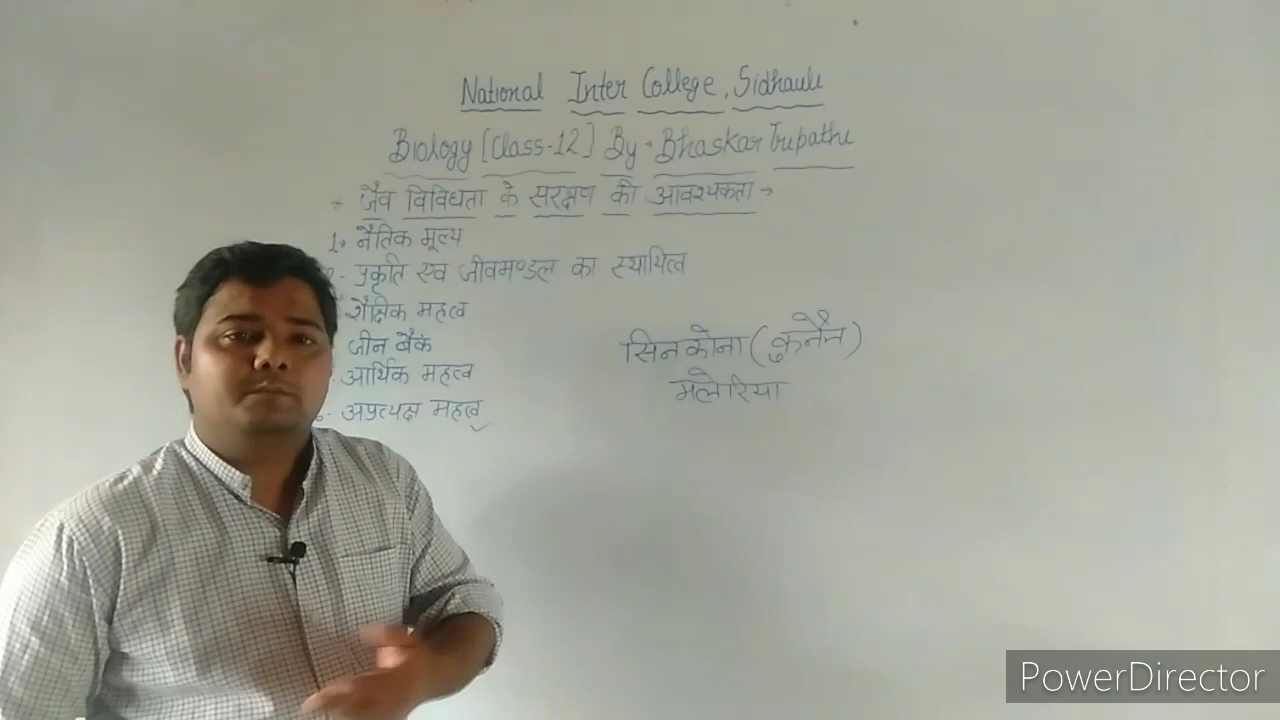 National Inter College, Sidhauli
Biology [Class-12] By - Bhaskar Tripathi
* जैव विविधता के संरक्षण की आवश्यकता →
1→ नैतिक मूल्य
2- प्रकृति एवं जीवमण्डल का स्थायित्व
शैक्षिक महत्व
जीन बैंक
आर्थिक महत्त्व
अप्रत्यक्ष महत्व
सिनकोना (कुनैन)
मलेरिया
PowerDirector